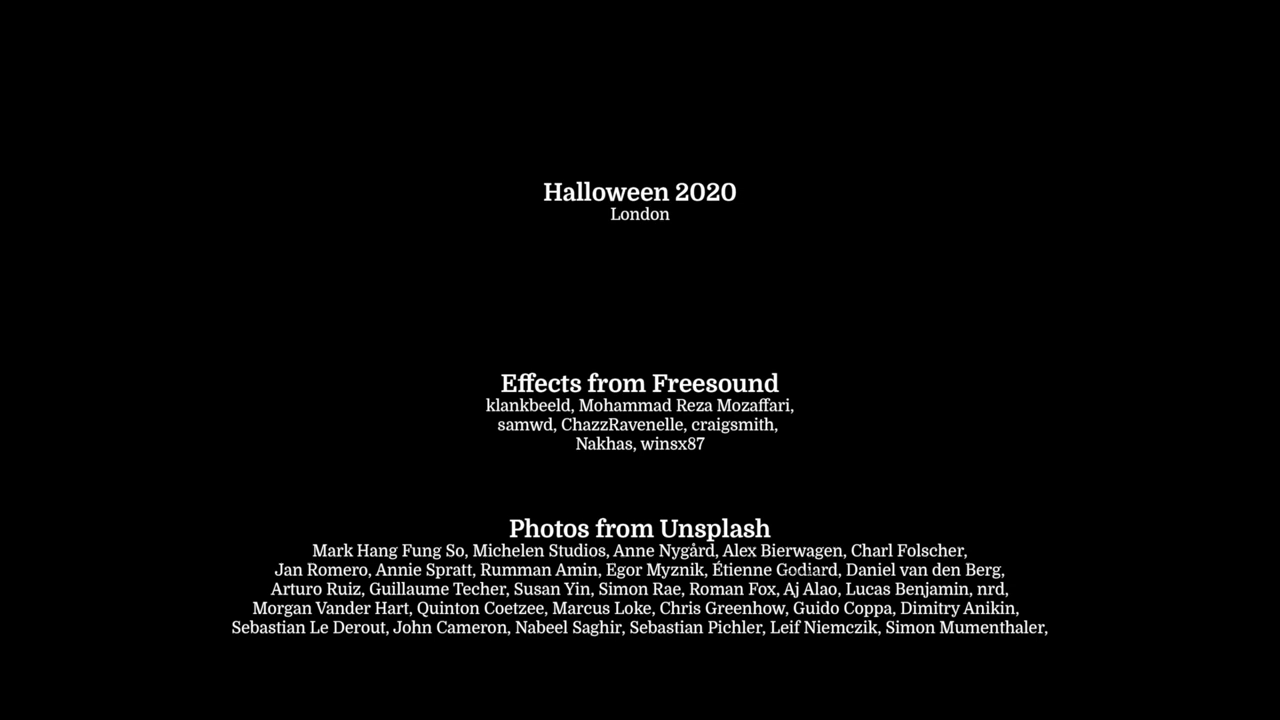 Halloween 2020
London
Effects from Freesound
klankbeeld, Mohammad Reza Mozaffari,
samwd, ChazzRavenelle, craigsmith,
Nakhas, winsx87
Photos from Unsplash
Mark Hang Fung So, Michelen Studios, Anne Nygård, Alex Bierwagen, Charl Folscher,
Jan Romero, Annie Spratt, Rumman Amin, Egor Myznik, Étienne Godiard, Daniel van den Berg,
Arturo Ruiz, Guillaume Techer, Susan Yin, Simon Rae, Roman Fox, Aj Alao, Lucas Benjamin, nrd,
Morgan Vander Hart, Quinton Coetzee, Marcus Loke, Chris Greenhow, Guido Coppa, Dimitry Anikin,
Sebastian Le Derout, John Cameron, Nabeel Saghir, Sebastian Pichler, Leif Niemczik, Simon Mumenthaler,